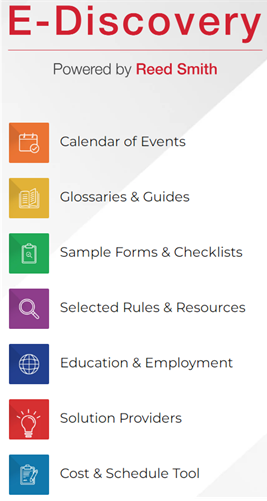 E-Discovery
Powered by Reed Smith
Calendar of Events
Glossaries & Guides
Sample Forms & Checklists
Selected Rules & Resources
Education & Employment
Solution Providers
Cost & Schedule Tool